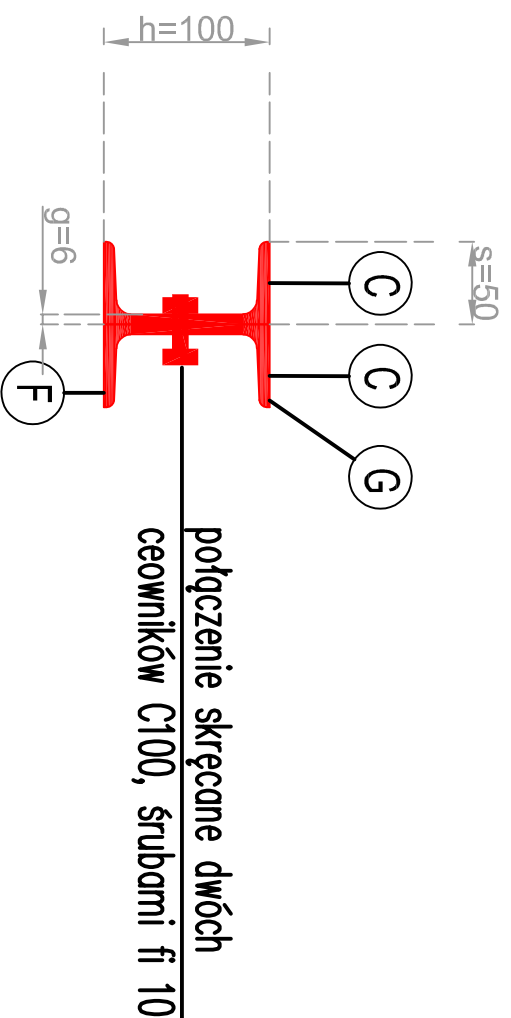 h=100
g=6
s=50
C
C
G
F
połączenie skręcane dwóch
ceowników C100, śrubami fi 10